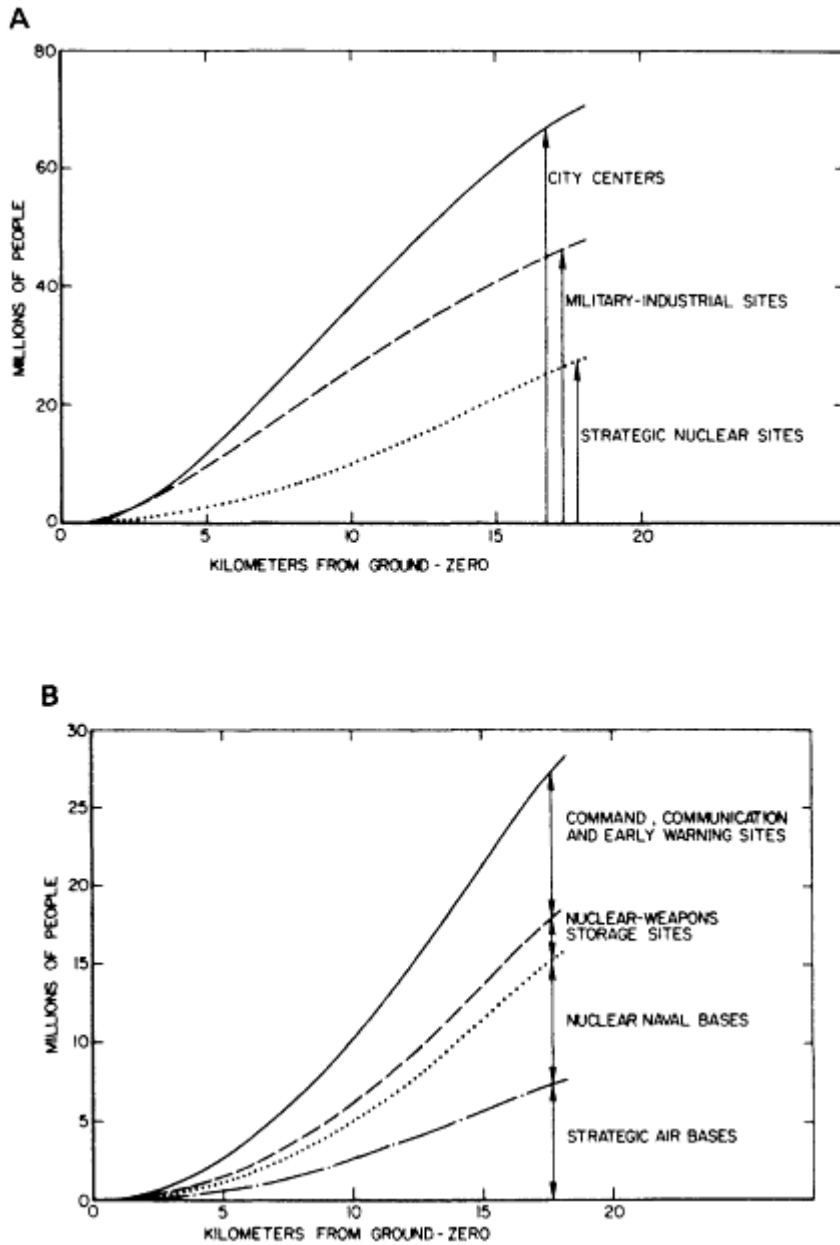 A
80
60
40
20
0
MILLIONS OF PEOPLE
CITY CENTERS
MILITARY-INDUSTRIAL SITES
STRATEGIC NUCLEAR SITES
0 5 10 15 20
KILOMETERS FROM GROUND-ZERO
B
30
25
20
15
10
5
0
MILLIONS OF PEOPLE
COMMAND, COMMUNICATION
AND EARLY WARNING SITES
NUCLEAR-WEAPONS
STORAGE SITES
NUCLEAR NAVAL BASES
STRATEGIC AIR BASES
0 5 10 15 20
KILOMETERS FROM GROUND-ZERO